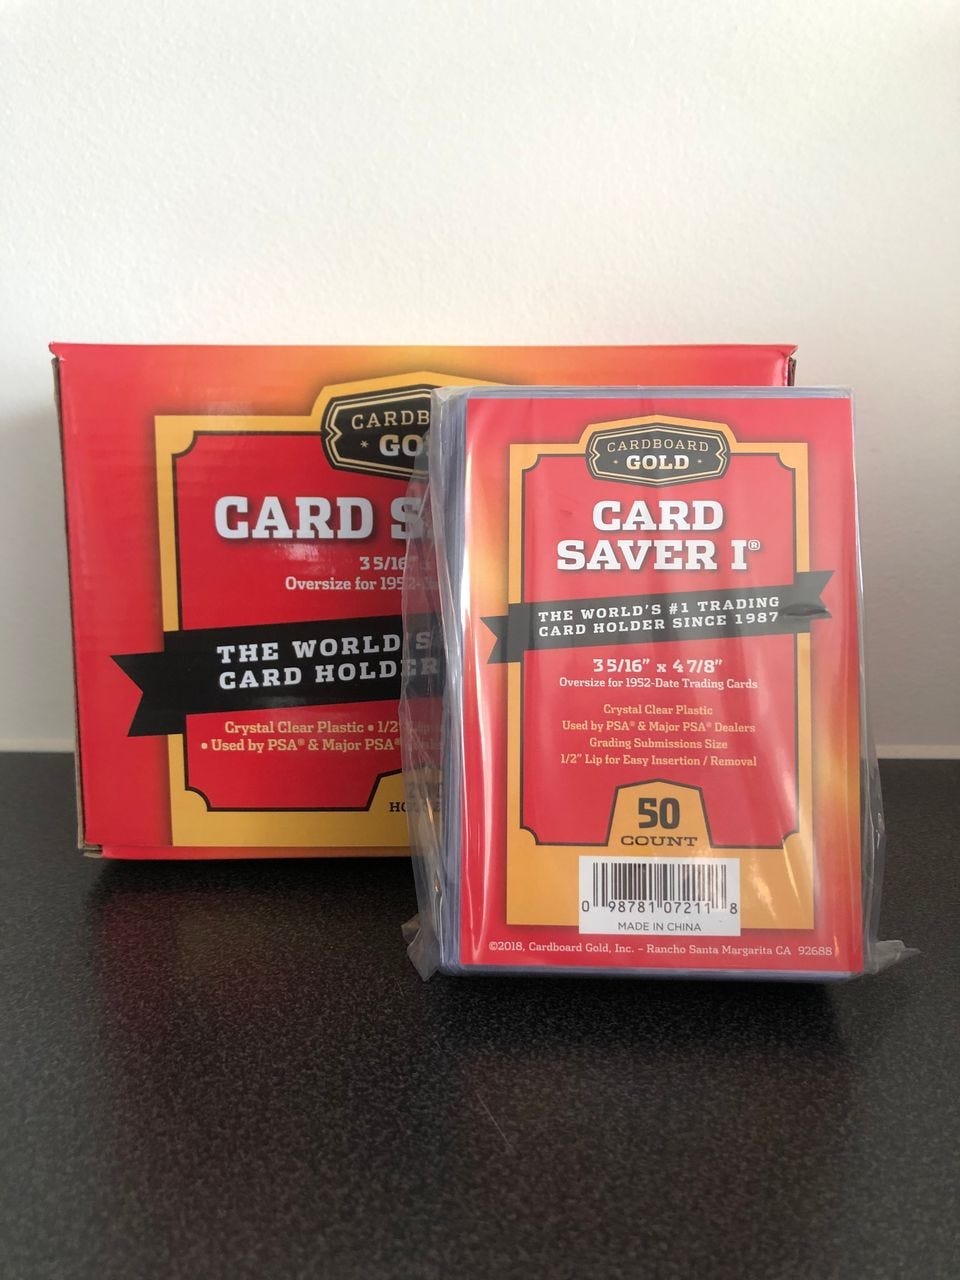 CARDB
GO
CARD S
3 5/16"
Oversize for 1952-
THE WORLD'S
CARD HOLDER
Crystal Clear Plastic • 1/2"
• Used by PSA® & Major PSA®
CARDBOARD
GOLD
CARD
SAVER I®
THE WORLD'S #1 TRADING
CARD HOLDER SINCE 1987
3 5/16" x 4 7/8"
Oversize for 1952-Date Trading Cards
Crystal Clear Plastic
Used by PSA® & Major PSA® Dealers
Grading Submissions Size
1/2" Lip for Easy Insertion / Removal
50
COUNT
0 98781 07211 8
MADE IN CHINA
©2018, Cardboard Gold, Inc. – Rancho Santa Margarita CA 92688